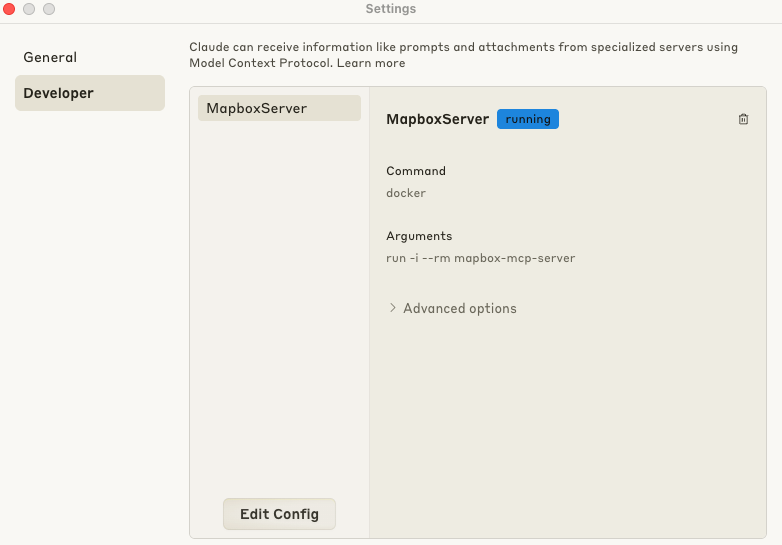 Settings
General
Developer
Claude can receive information like prompts and attachments from specialized servers using
Model Context Protocol. Learn more
MapboxServer
Edit Config
MapboxServer running
Command
docker
Arguments
run -i --rm mapbox-mcp-server
Advanced options